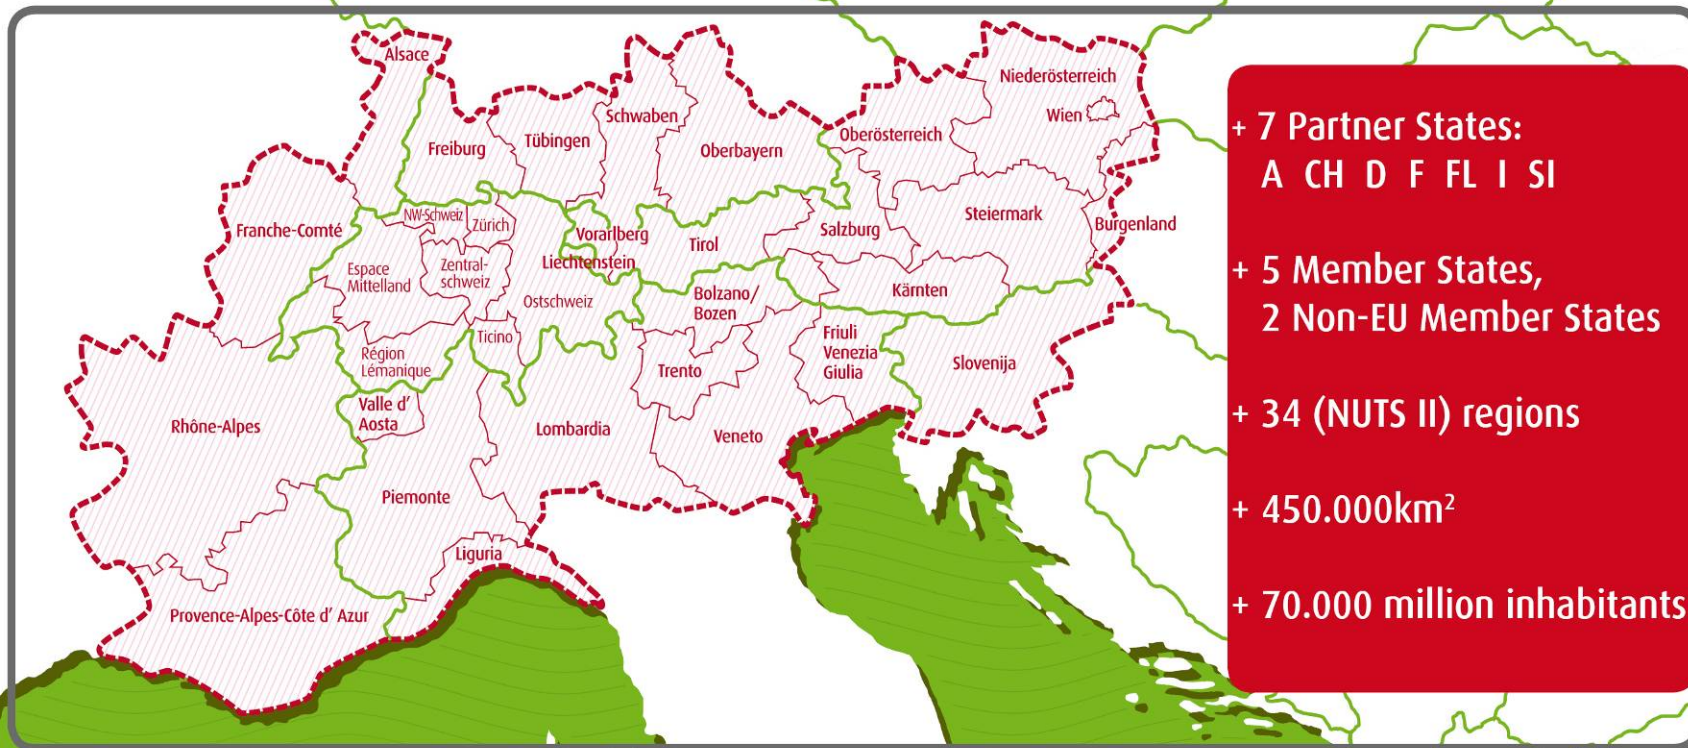 Alsace
Niederösterreich
Wien
Schwaben
Oberösterreich
Tübingen
Freiburg
Oberbayern
NW-Schweiz
Zürich
Steiermark
Burgenland
Franche-Comté
Vorarlberg
Tirol
Salzburg
Liechtenstein
Espace
Mittelland
Zentral-
schweiz
Kärnten
Bolzano/
Bozen
Ostschweiz
Ticino
Friuli
Venezia
Giulia
Région
Lémanique
Trento
Slovenija
Valle d'
Aosta
Rhône-Alpes
Lombardia
Veneto
Piemonte
Liguria
Provence-Alpes-Côte d' Azur
+ 7 Partner States:
A CH D F FL I SI
+ 5 Member States,
2 Non-EU Member States
+ 34 (NUTS II) regions
+ 450.000km²
+ 70.000 million inhabitants